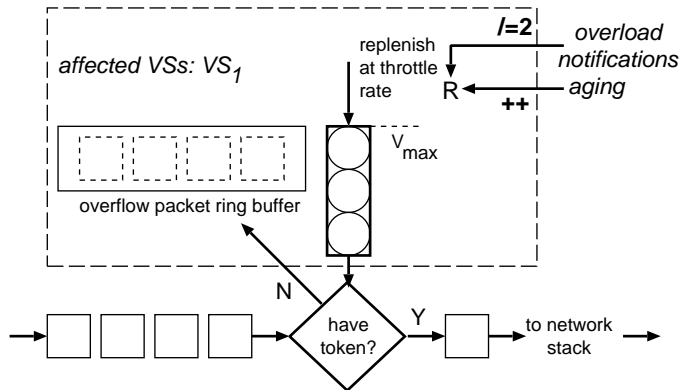 /=2
overload
notifications
aging
++
replenish
at throttle
rate
R
affected VSs: VS1
Vmax
overflow packet ring buffer
N
have
token?
Y
to network
stack